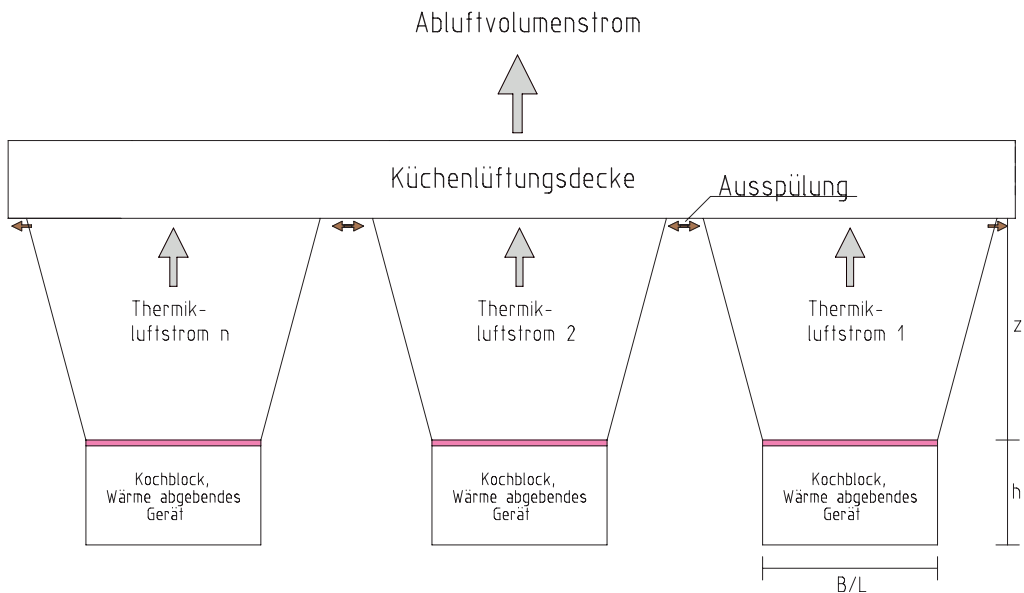 Abluftvolumenstrom
Küchenlüftungsdecke
Ausspülung
Thermik-
luftstrom n
Thermik-
luftstrom 2
Thermik-
luftstrom 1
z
Kochblock,
Wärme abgebendes
Gerät
Kochblock,
Wärme abgebendes
Gerät
Kochblock,
Wärme abgebendes
Gerät
h
B/L